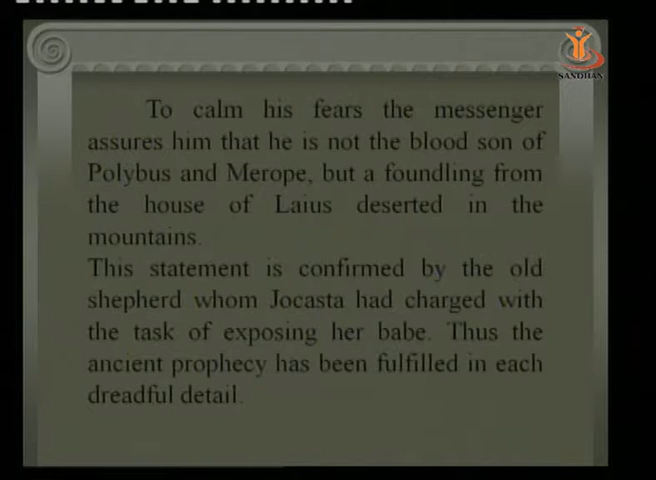 SANDHAN
To calm his fears the messenger
assures him that he is not the blood son of
Polybus and Merope, but a foundling from
the house of Laius deserted in the
mountains.
This statement is confirmed by the old
shepherd whom Jocasta had charged with
the task of exposing her babe. Thus the
ancient prophecy has been fulfilled in each
dreadful detail.